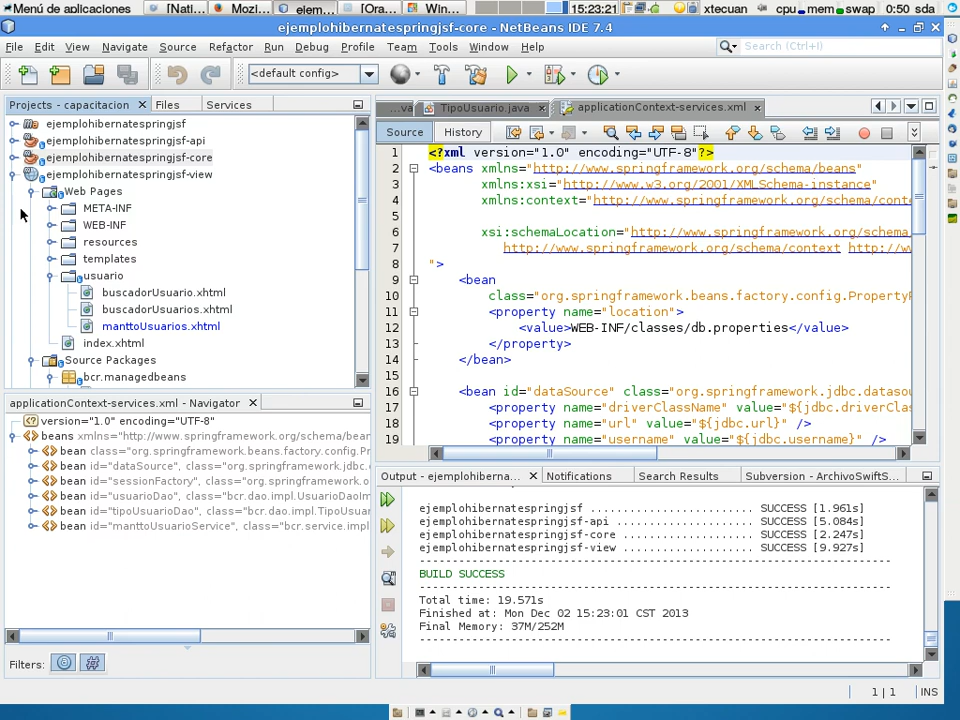 Menú de aplicaciones [Natl... Mozi... ejem... [Ora... Win... 15:23:21 xtecuan cpu mem swap 0:50 sda
ejemplohibernatespringjsf-core - NetBeans IDE 7.4
File Edit View Navigate Source Refactor Run Debug Profile Team Tools Window Help
Search (Ctrl+I)
<default config>
Projects - capacitacion Files Services
ejemplohibernatespringjsf
ejemplohibernatespringjsf-api
ejemplohibernatespringjsf-core
ejemplohibernatespringjsf-view
Web Pages
META-INF
WEB-INF
resources
templates
usuario
buscadorUsuario.xhtml
buscadorUsuarios.xhtml
manttoUsuarios.xhtml
index.xhtml
Source Packages
bcr.managedbeans
...va TipoUsuario.java applicationContext-services.xml
Source History
1 <?xml version="1.0" encoding="UTF-8"?>
2 <beans xmlns="http://www.springframework.org/schema/beans"
3 xmlns:xsi="http://www.w3.org/2001/XMLSchema-instance"
4 xmlns:context="http://www.springframework.org/schema/conte
5
6 xsi:schemaLocation="http://www.springframework.org/schema
7 http://www.springframework.org/schema/context http://ww
8 ">
9 <bean
10 class="org.springframework.beans.factory.config.PropertyP
11 <property name="location">
12 <value>WEB-INF/classes/db.properties</value>
13 </property>
14 </bean>
15
16 <bean id="dataSource" class="org.springframework.jdbc.datasou
17 <property name="driverClassName" value="${jdbc.driverClas
18 <property name="url" value="${jdbc.url}" />
19 <property name="username" value="${jdbc.username}" />
applicationContext-services.xml - Navigator
version="1.0" encoding="UTF-8"
beans xmlns="http://www.springframework.org/schema/bear
bean class="org.springframework.beans.factory.config.Pr
bean id="dataSource", class="org.springframework.jdbc.
bean id="sessionFactory", class="org.springframework.o
bean id="usuarioDao", class="bcr.dao.impl.UsuarioDaoIm
bean id="tipoUsuarioDao", class="bcr.dao.impl.TipoUsuar
bean id="manttoUsuarioService", class="bcr.service.impl
Filters:
Output - ejemplohiberna... Notifications Search Results Subversion - ArchivoSwiftS...
ejemplohibernatespringjsf ......................... SUCCESS [1.961s]
ejemplohibernatespringjsf-api ..................... SUCCESS [5.084s]
ejemplohibernatespringjsf-core .................... SUCCESS [2.247s]
ejemplohibernatespringjsf-view .................... SUCCESS [9.927s]
------------------------------------------------------------------------
BUILD SUCCESS
------------------------------------------------------------------------
Total time: 19.571s
Finished at: Mon Dec 02 15:23:01 CST 2013
Final Memory: 37M/252M
------------------------------------------------------------------------
1 | 1 INS